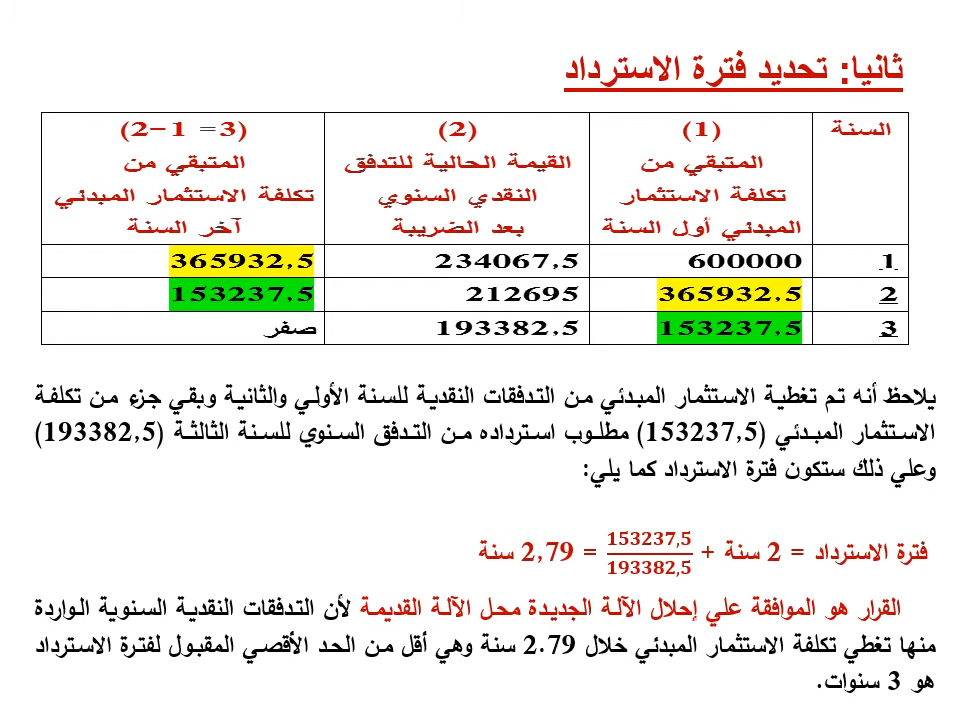 ثانيا: تحديد فترة الاسترداد
السنة | (1) المتبقي من تكلفة الاستثمار المبدئي أول السنة | (2) القيمة الحالية للتدفق النقدي السنوي بعد الضريبة | (3= 1 –2) المتبقي من تكلفة الاستثمار المبدئي آخر السنة
1 | 600000 | 234067,5 | 365932,5
2 | 365932,5 | 212695 | 153237,5
3 | 153237,5 | 193382,5 | صفر
يلاحظ أنه تم تغطية الاستثمار المبدئي من التدفقات النقدية للسنة الأولي والثانية وبقي جزء من تكلفة
الاستثمار المبدئي (153237,5) مطلوب استرداده من التدفق السنوي للسنة الثالثة (193382,5)
وعلي ذلك ستكون فترة الاسترداد كما يلي:
فترة الاسترداد = 2 سنة + 153237,5/193382,5 = 2,79 سنة
القرار هو الموافقة علي إحلال الآلة الجديدة محل الآلة القديمة لأن التدفقات النقدية السنوية الواردة
منها تغطي تكلفة الاستثمار المبدئي خلال 2.79 سنة وهي أقل من الحد الأقصي المقبول لفترة الاسترداد
هو 3 سنوات.